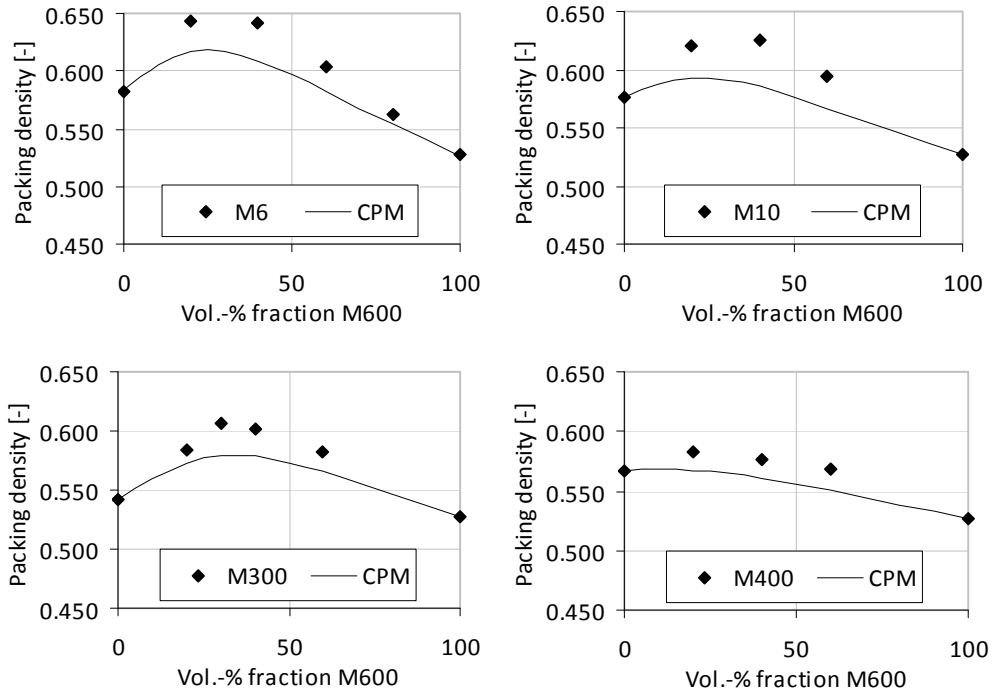 Packing density [-]
0.650
0.600
0.550
0.500
0.450
M6 CPM
0 50 100
Vol.-% fraction M600
Packing density [-]
0.650
0.600
0.550
0.500
0.450
M10 CPM
0 50 100
Vol.-% fraction M600
Packing density [-]
0.650
0.600
0.550
0.500
0.450
M300 CPM
0 50 100
Vol.-% fraction M600
Packing density [-]
0.650
0.600
0.550
0.500
0.450
M400 CPM
0 50 100
Vol.-% fraction M600